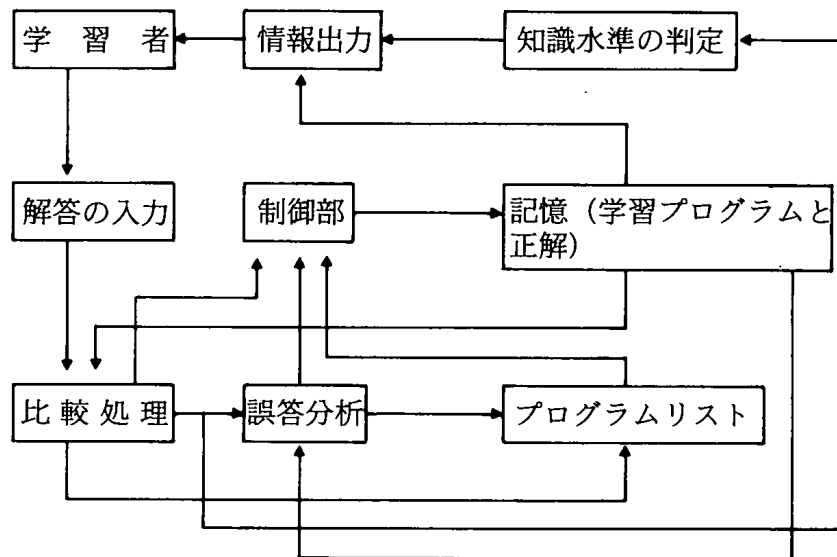 学習者
情報出力
知識水準の判定
解答の入力
制御部
記憶（学習プログラムと
正解）
比較処理
誤答分析
プログラムリスト